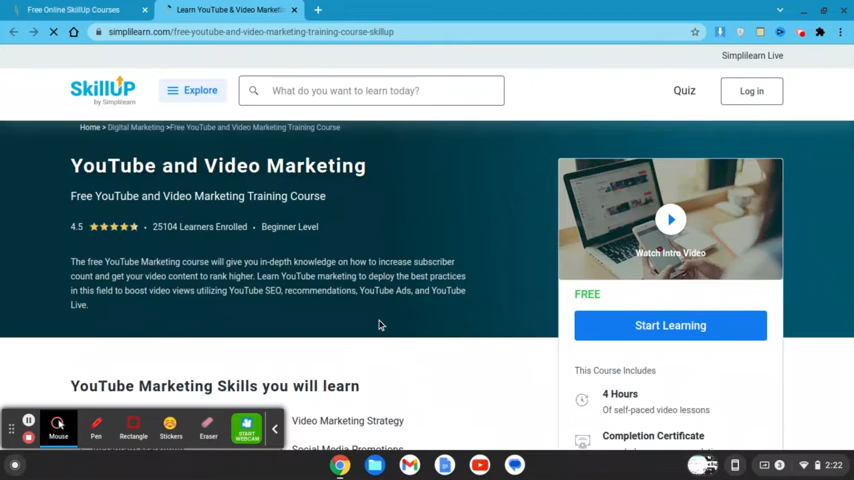 Free Online SkillUp Courses
Learn YouTube & Video Marketin
simplilearn.com/free-youtube-and-video-marketing-training-course-skillup
Simplilearn Live
SkillUP
by Simplilearn
Explore
What do you want to learn today?
Quiz
Log in
Home > Digital Marketing >Free YouTube and Video Marketing Training Course
YouTube and Video Marketing
Free YouTube and Video Marketing Training Course
4.5
25104 Learners Enrolled
Beginner Level
The free YouTube Marketing course will give you in-depth knowledge on how to increase subscriber
count and get your video content to rank higher. Learn YouTube marketing to deploy the best practices
in this field to boost video views utilizing YouTube SEO, recommendations, YouTube Ads, and YouTube
Live.
Watch Intro Video
FREE
Start Learning
This Course Includes
4 Hours
Of self-paced video lessons
Completion Certificate
YouTube Marketing Skills you will learn
Video Marketing Strategy
Social Media Promotions
Mouse
Pen
Rectangle
Stickers
Eraser
START
WEBCAM
3
2:22